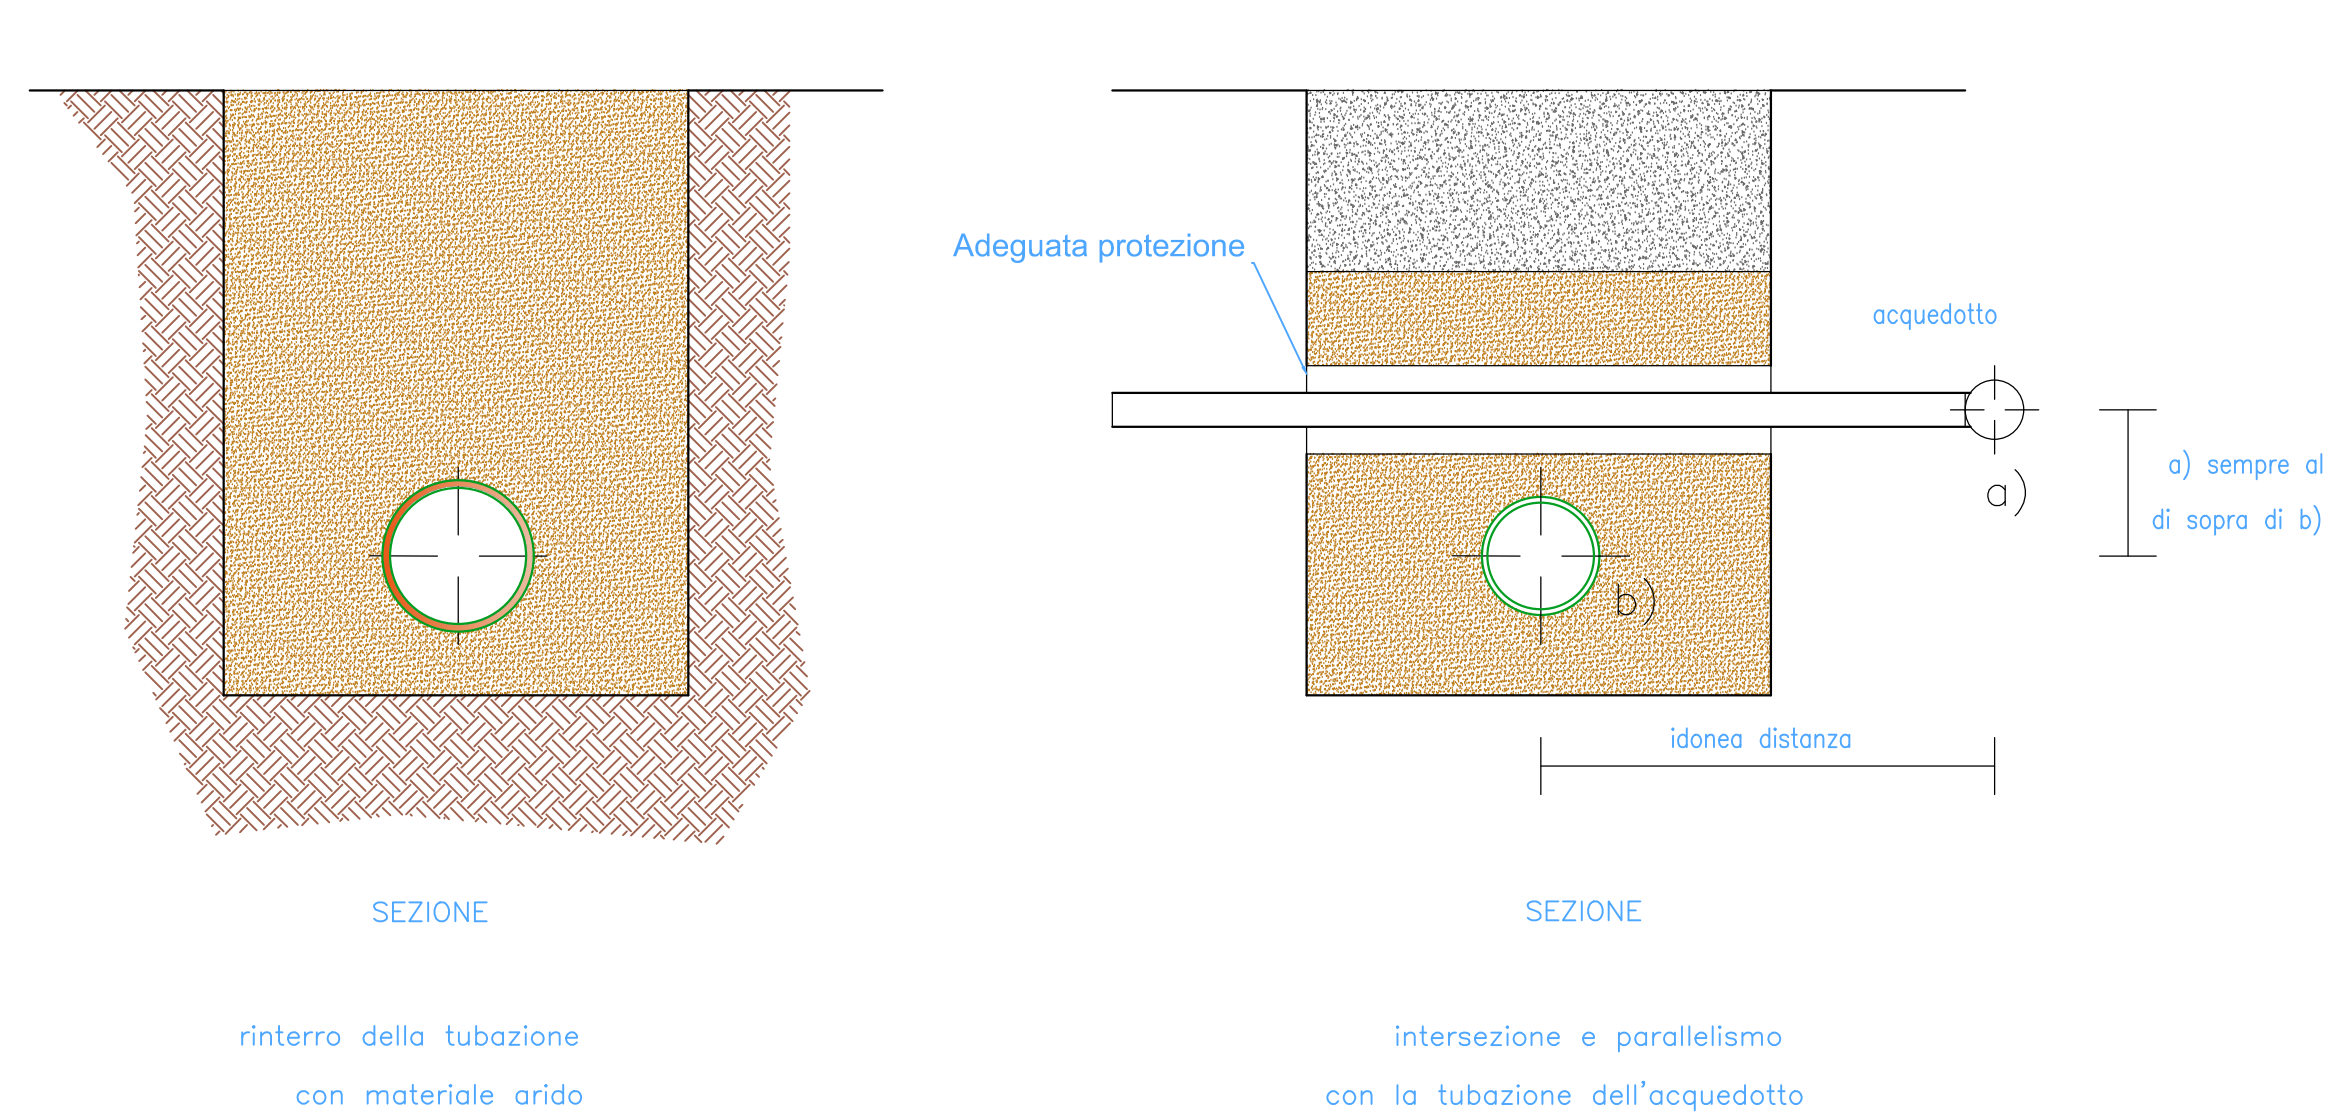 Adeguata protezione
acquedotto
a)
a) sempre al
di sopra di b)
b)
idonea distanza
SEZIONE
rinterro della tubazione
con materiale arido
SEZIONE
intersezione e parallelismo
con la tubazione dell'acquedotto